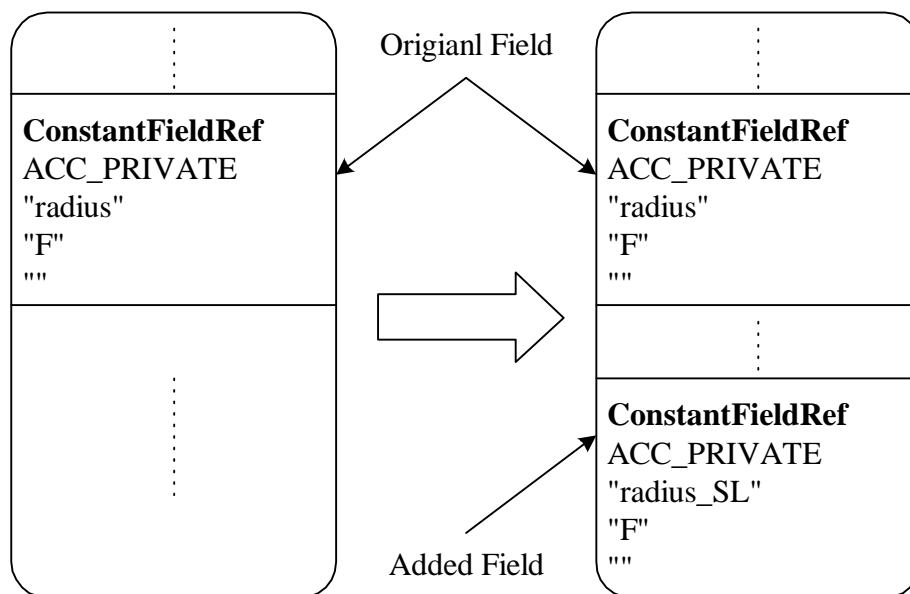 Origianl Field
ConstantFieldRef
ACC_PRIVATE
"radius"
"F"
""
ConstantFieldRef
ACC_PRIVATE
"radius"
"F"
""
ConstantFieldRef
ACC_PRIVATE
"radius_SL"
"F"
""
Added Field